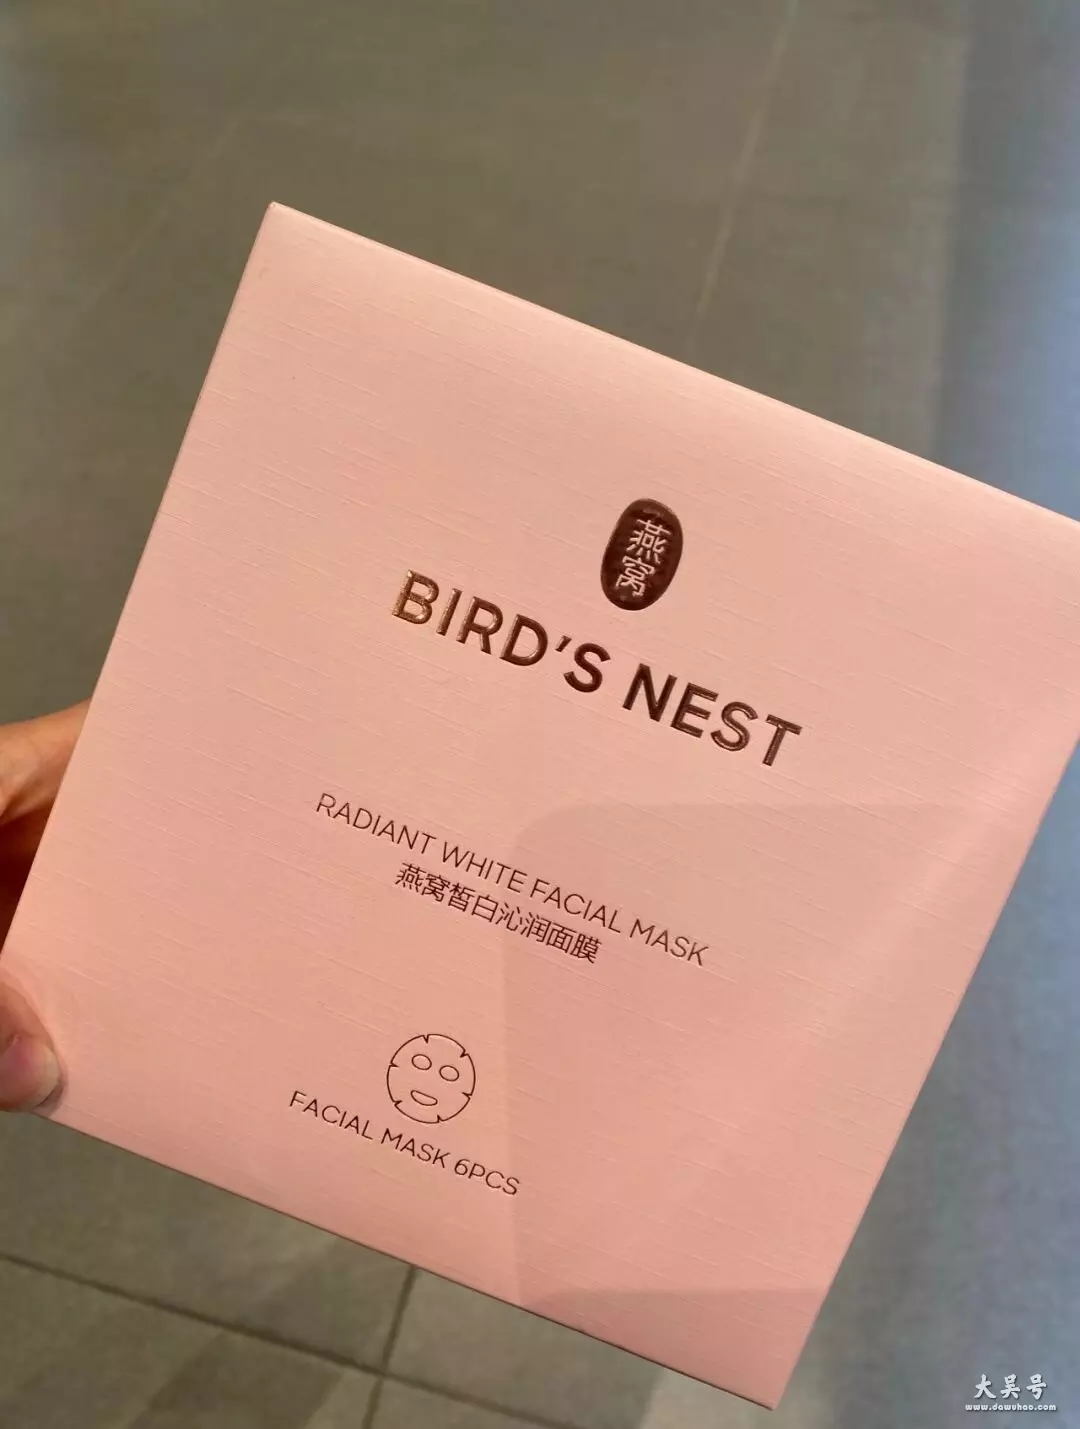 燕窝
BIRD'S NEST
RADIANT WHITE FACIAL MASK
燕窝皙白沁润面膜
FACIAL MASK 6PCS
大吴号
www.dawuhao.com